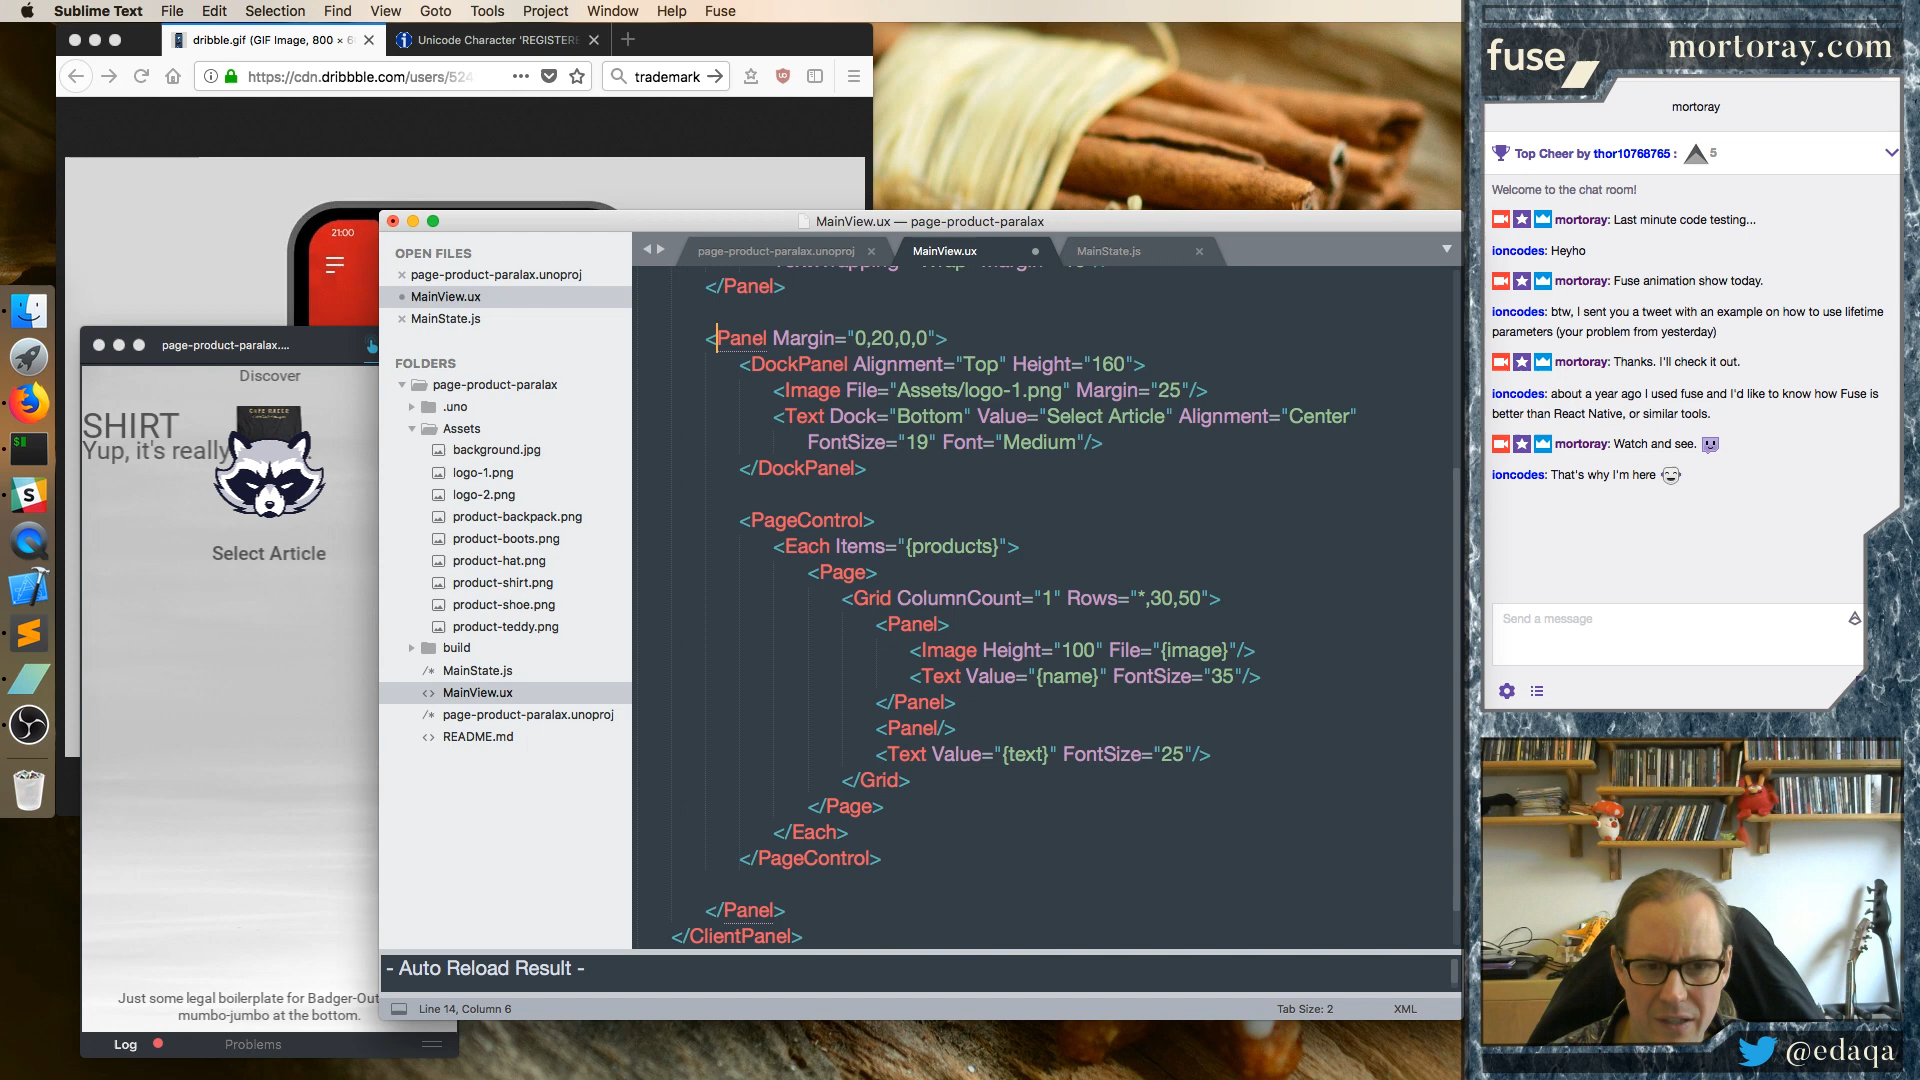 Sublime Text File Edit Selection Find View Goto Tools Project Window Help Fuse
dribble.gif (GIF Image, 800 × 6
Unicode Character 'REGISTERE
https://cdn.dribbble.com/users/524
trademark
21:00
page-product-paralax....
Discover
SHIRT
Yup, it's really
CAFE RACER
Select Article
Just some legal boilerplate for Badger-Out
mumbo-jumbo at the bottom.
Log Problems
MainView.ux — page-product-paralax
OPEN FILES
page-product-paralax.unoproj
MainView.ux
MainState.js
FOLDERS
page-product-paralax
.uno
Assets
background.jpg
logo-1.png
logo-2.png
product-backpack.png
product-boots.png
product-hat.png
product-shirt.png
product-shoe.png
product-teddy.png
build
/* MainState.js
<> MainView.ux
/* page-product-paralax.unoproj
<> README.md
page-product-paralax.unoproj
MainView.ux
MainState.js
</Panel>
<Panel Margin="0,20,0,0">
<DockPanel Alignment="Top" Height="160">
<Image File="Assets/logo-1.png" Margin="25"/>
<Text Dock="Bottom" Value="Select Article" Alignment="Center"
FontSize="19" Font="Medium"/>
</DockPanel>
<PageControl>
<Each Items="{products}">
<Page>
<Grid ColumnCount="1" Rows="*,30,50">
<Panel>
<Image Height="100" File="{image}"/>
<Text Value="{name}" FontSize="35"/>
</Panel>
<Panel/>
<Text Value="{text}" FontSize="25"/>
</Grid>
</Page>
</Each>
</PageControl>
</Panel>
</ClientPanel>
- Auto Reload Result -
Line 14, Column 6
Tab Size: 2
XML
fuse
mortoray.com
mortoray
Top Cheer by thor10768765 : 5
Welcome to the chat room!
mortoray: Last minute code testing...
ioncodes: Heyho
mortoray: Fuse animation show today.
ioncodes: btw, I sent you a tweet with an example on how to use lifetime
parameters (your problem from yesterday)
mortoray: Thanks. I'll check it out.
ioncodes: about a year ago I used fuse and I'd like to know how Fuse is
better than React Native, or similar tools.
mortoray: Watch and see.
ioncodes: That's why I'm here
Send a message
@edaqa